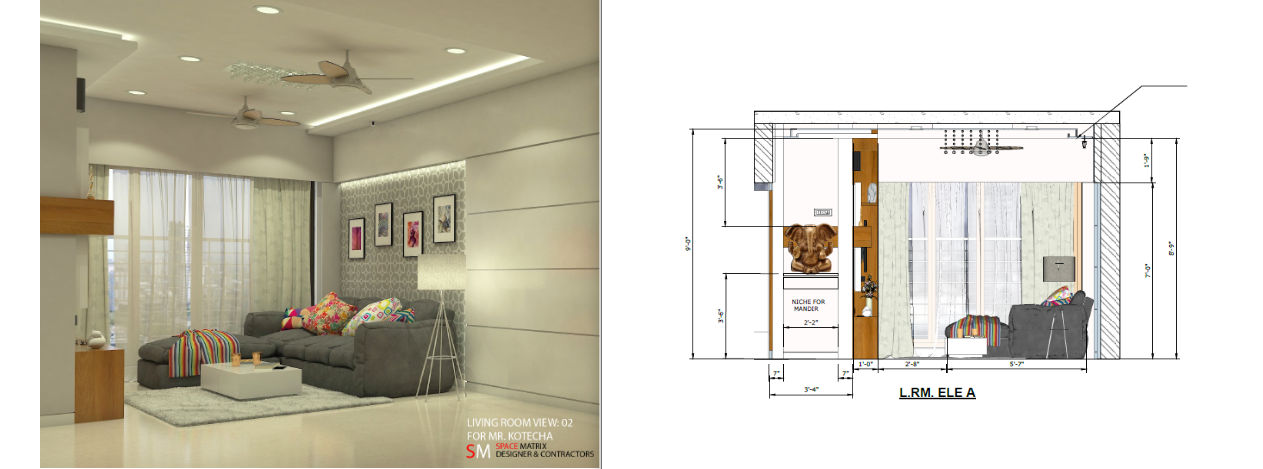 LIVING ROOM VIEW: 02
FOR MR. KOTECHA
SM SPACE MATRIX
DESIGNER & CONTRACTORS
9'-0"
3'-6"
3'-6"
NICHE FOR
MANDER
2'-2"
7"
7"
3'-4"
1'-0"
2'-8"
5'-7"
1'-9"
7'-0"
8'-9"
L.RM. ELE A